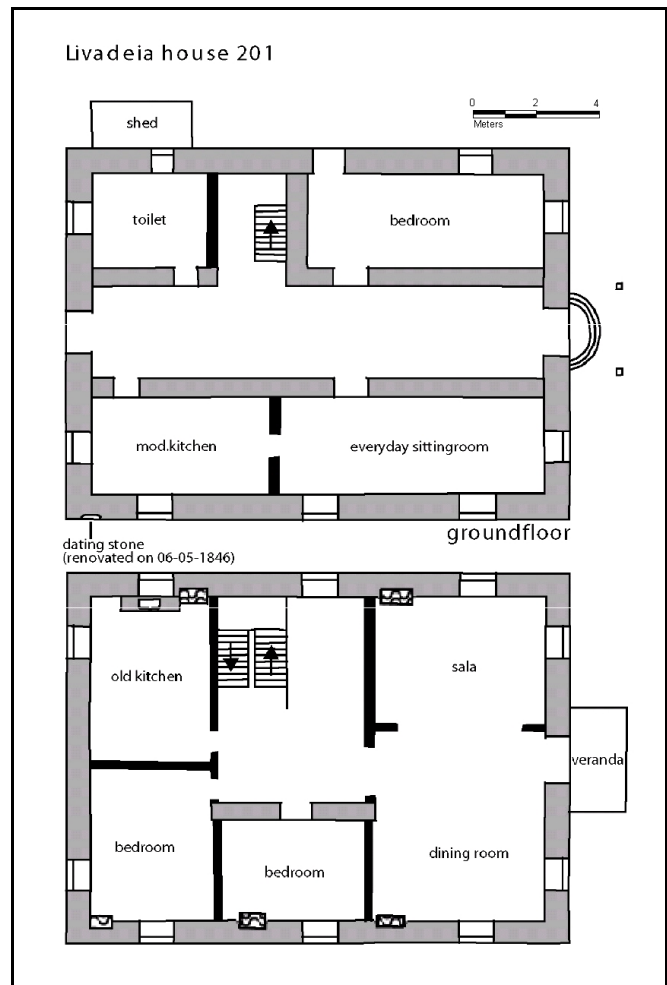 Livadeia house 201
0 2 4
Meters
shed
toilet
bedroom
mod.kitchen
everyday sittingroom
groundfloor
dating stone
(renovated on 06-05-1846)
old kitchen
sala
veranda
bedroom
bedroom
dining room